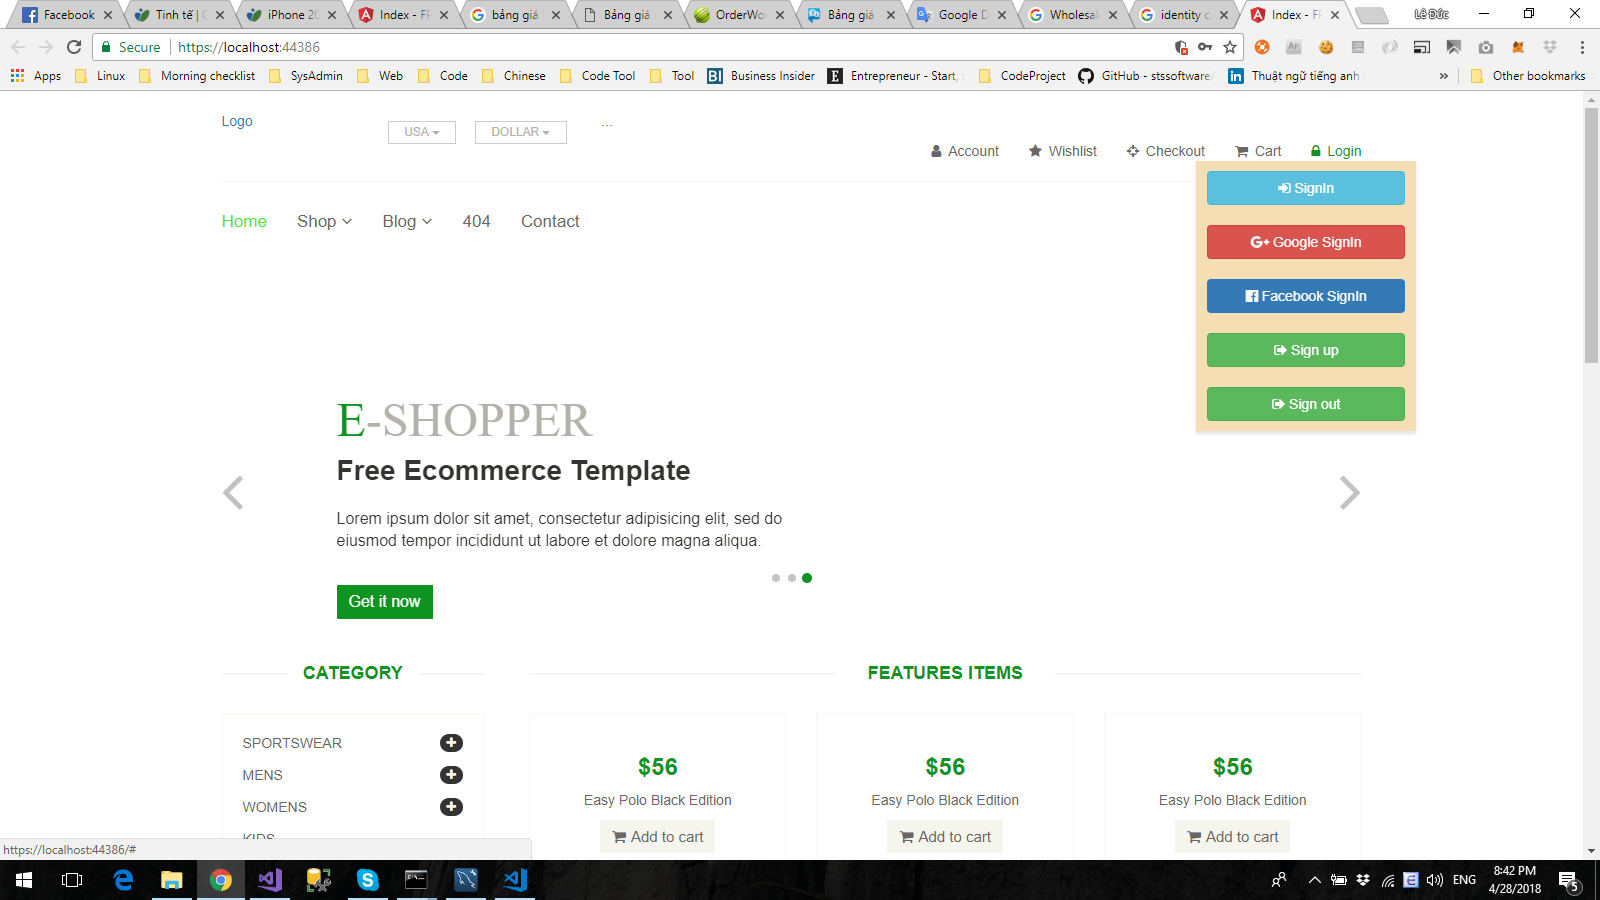 Facebook
Tinh tế | C
iPhone 20
Index - FF
bảng giá
Bảng giá
OrderWo
Bảng giá
Google D
Wholesal
identity c
Index - FF
Lê Đức
Secure
https://localhost:44386
Apps
Linux
Morning checklist
SysAdmin
Web
Code
Chinese
Code Tool
Tool
BI Business Insider
E Entrepreneur - Start,
CodeProject
GitHub - stssoftware/
in Thuật ngữ tiếng anh
»
Other bookmarks
Logo
USA
DOLLAR
...
Account
Wishlist
Checkout
Cart
Login
SignIn
Google SignIn
Facebook SignIn
Sign up
Sign out
Home
Shop
Blog
404
Contact
E-SHOPPER
Free Ecommerce Template
Lorem ipsum dolor sit amet, consectetur adipisicing elit, sed do
eiusmod tempor incididunt ut labore et dolore magna aliqua.
Get it now
CATEGORY
SPORTSWEAR
MENS
WOMENS
KIDS
FEATURES ITEMS
$56
Easy Polo Black Edition
Add to cart
$56
Easy Polo Black Edition
Add to cart
$56
Easy Polo Black Edition
Add to cart
https://localhost:44386/#
ENG
8:42 PM
4/28/2018
5